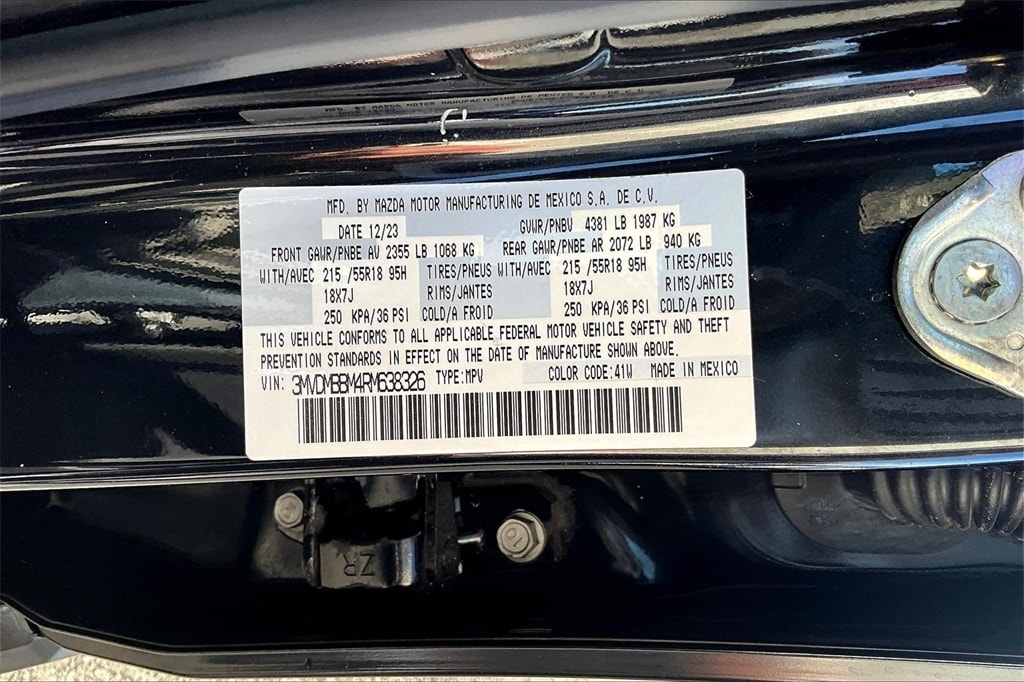 MFD. BY MAZDA MOTOR MANUFACTURING DE MEXICO S.A. DE C.V.
DATE 12/23 GVWR/PNBV 4381 LB 1987 KG
FRONT GAWR/PNBE AV 2355 LB 1068 KG REAR GAWR/PNBE AR 2072 LB 940 KG
WITH/AVEC 215 /55R18 95H TIRES/PNEUS WITH/AVEC 215 /55R18 95H TIRES/PNEUS
18X7J RIMS/JANTES 18X7J RIMS/JANTES
250 KPA/36 PSI COLD/A FROID 250 KPA/36 PSI COLD/A FROID
THIS VEHICLE CONFORMS TO ALL APPLICABLE FEDERAL MOTOR VEHICLE SAFETY AND THEFT
PREVENTION STANDARDS IN EFFECT ON THE DATE OF MANUFACTURE SHOWN ABOVE.
VIN: 3MVDMBBM4RM638326 TYPE:MPV COLOR CODE:41W MADE IN MEXICO
ZR